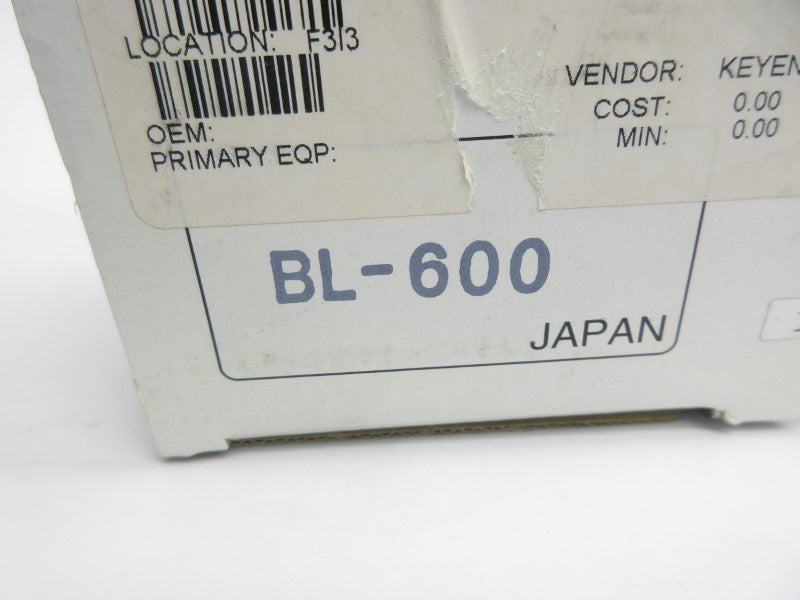 LOCATION: F3I3
VENDOR: KEYEN
COST: 0.00
MIN: 0.00
OEM:
PRIMARY EQP:
BL-600
JAPAN